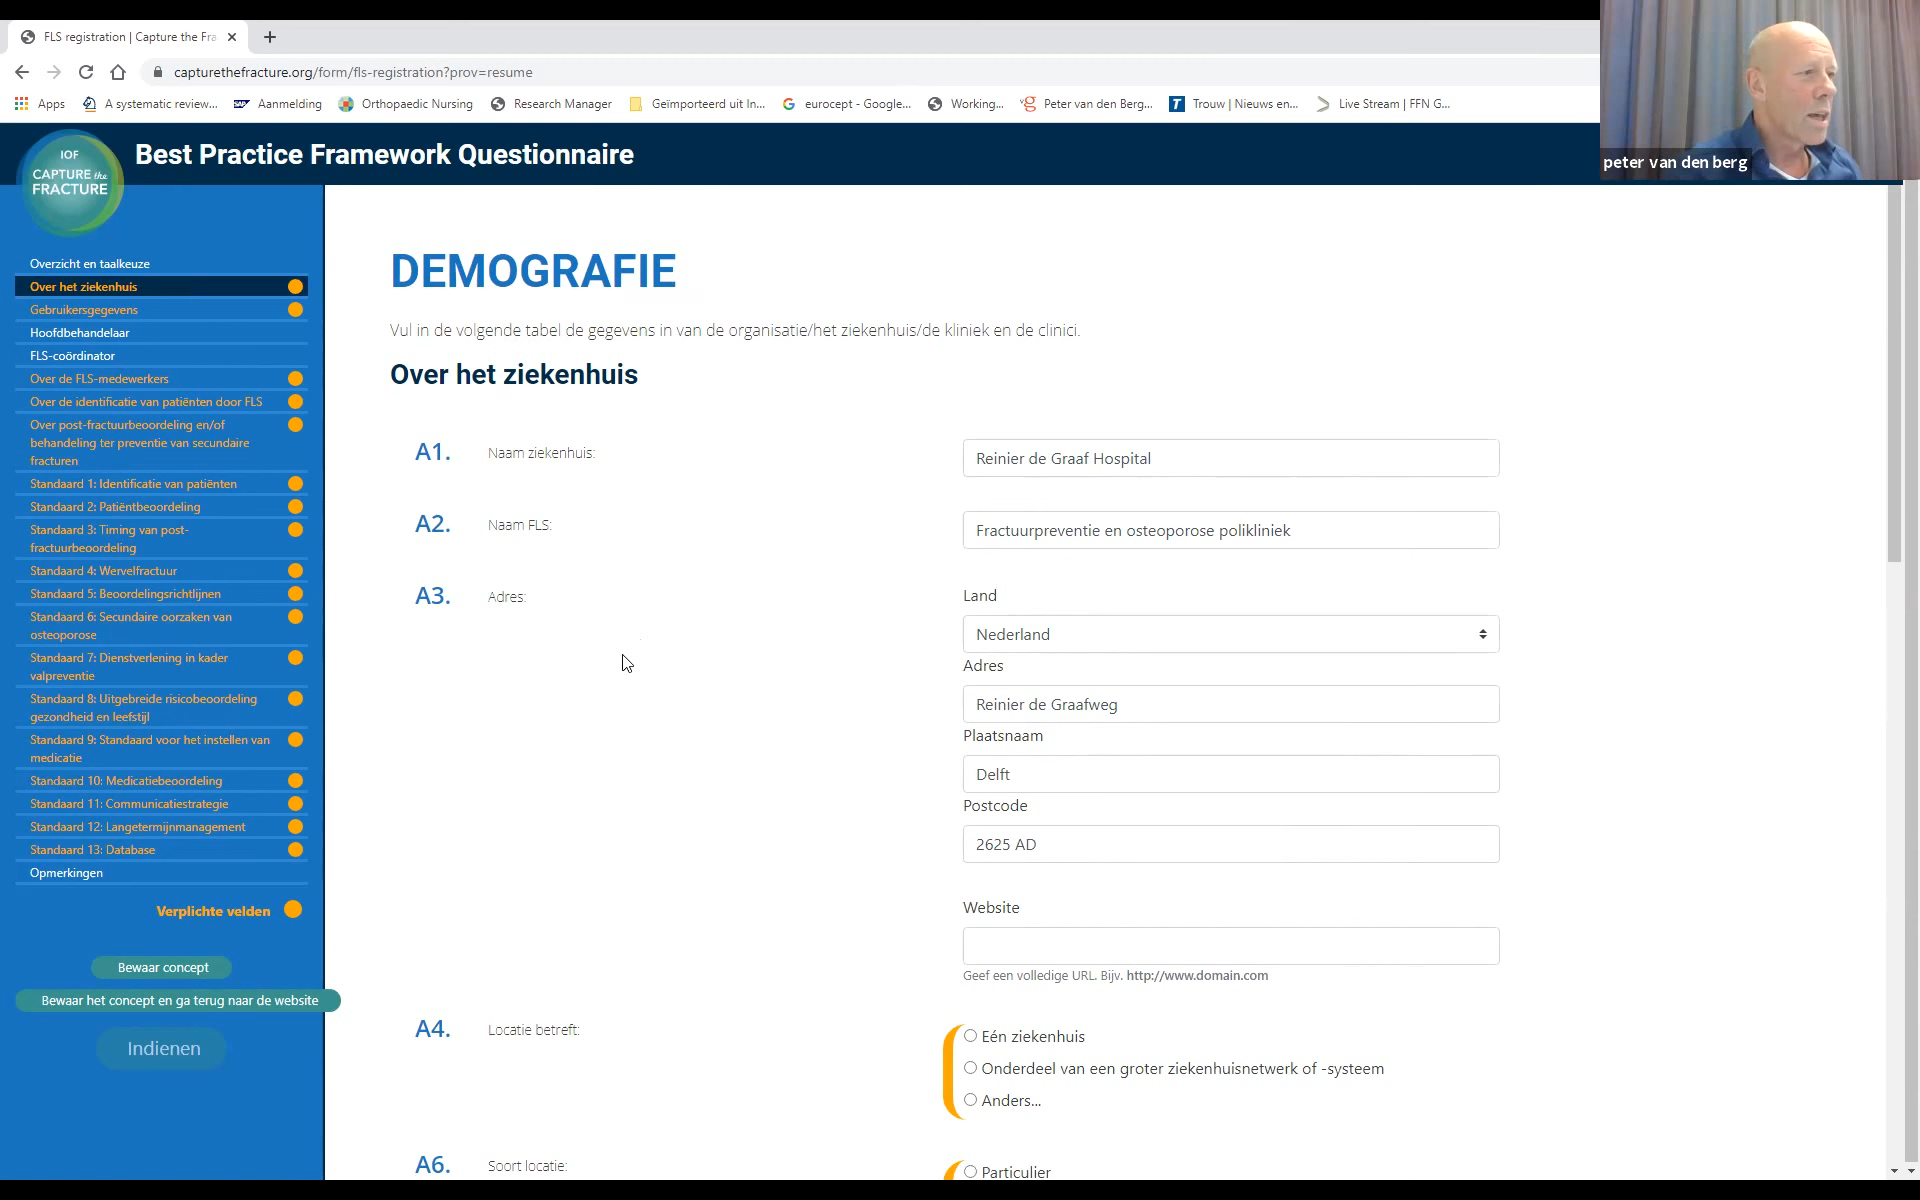 FLS registration | Capture the Fra
capturethefracture.org/form/fls-registration?prov=resume
Apps
A systematic review...
SAP
Aanmelding
Orthopaedic Nursing
Research Manager
Geïmporteerd uit In...
eurocept - Google...
Working...
Peter van den Berg...
T
Trouw | Nieuws en...
Live Stream | FFN G...
peter van den berg
IOF
CAPTURE the
FRACTURE
Best Practice Framework Questionnaire
Overzicht en taalkeuze
Over het ziekenhuis
Gebruikersgegevens
Hoofdbehandelaar
FLS-coördinator
Over de FLS-medewerkers
Over de identificatie van patiënten door FLS
Over post-fractuurbeoordeling en/of
behandeling ter preventie van secundaire
fracturen
Standaard 1: Identificatie van patiënten
Standaard 2: Patiëntbeoordeling
Standaard 3: Timing van post-
fractuurbeoordeling
Standaard 4: Wervelfractuur
Standaard 5: Beoordelingsrichtlijnen
Standaard 6: Secundaire oorzaken van
osteoporose
Standaard 7: Dienstverlening in kader
valpreventie
Standaard 8: Uitgebreide risicobeoordeling
gezondheid en leefstijl
Standaard 9: Standaard voor het instellen van
medicatie
Standaard 10: Medicatiebeoordeling
Standaard 11: Communicatiestrategie
Standaard 12: Langetermijnmanagement
Standaard 13: Database
Opmerkingen
Verplichte velden
Bewaar concept
Bewaar het concept en ga terug naar de website
Indienen
DEMOGRAFIE
Vul in de volgende tabel de gegevens in van de organisatie/het ziekenhuis/de kliniek en de clinici.
Over het ziekenhuis
A1. Naam ziekenhuis: Reinier de Graaf Hospital
A2. Naam FLS: Fractuurpreventie en osteoporose polikliniek
A3. Adres: Land
Nederland
Adres
Reinier de Graafweg
Plaatsnaam
Delft
Postcode
2625 AD
Website
Geef een volledige URL. Bijv. http://www.domain.com
A4. Locatie betreft: Eén ziekenhuis
Onderdeel van een groter ziekenhuisnetwerk of -systeem
Anders...
A6. Soort locatie: Particulier